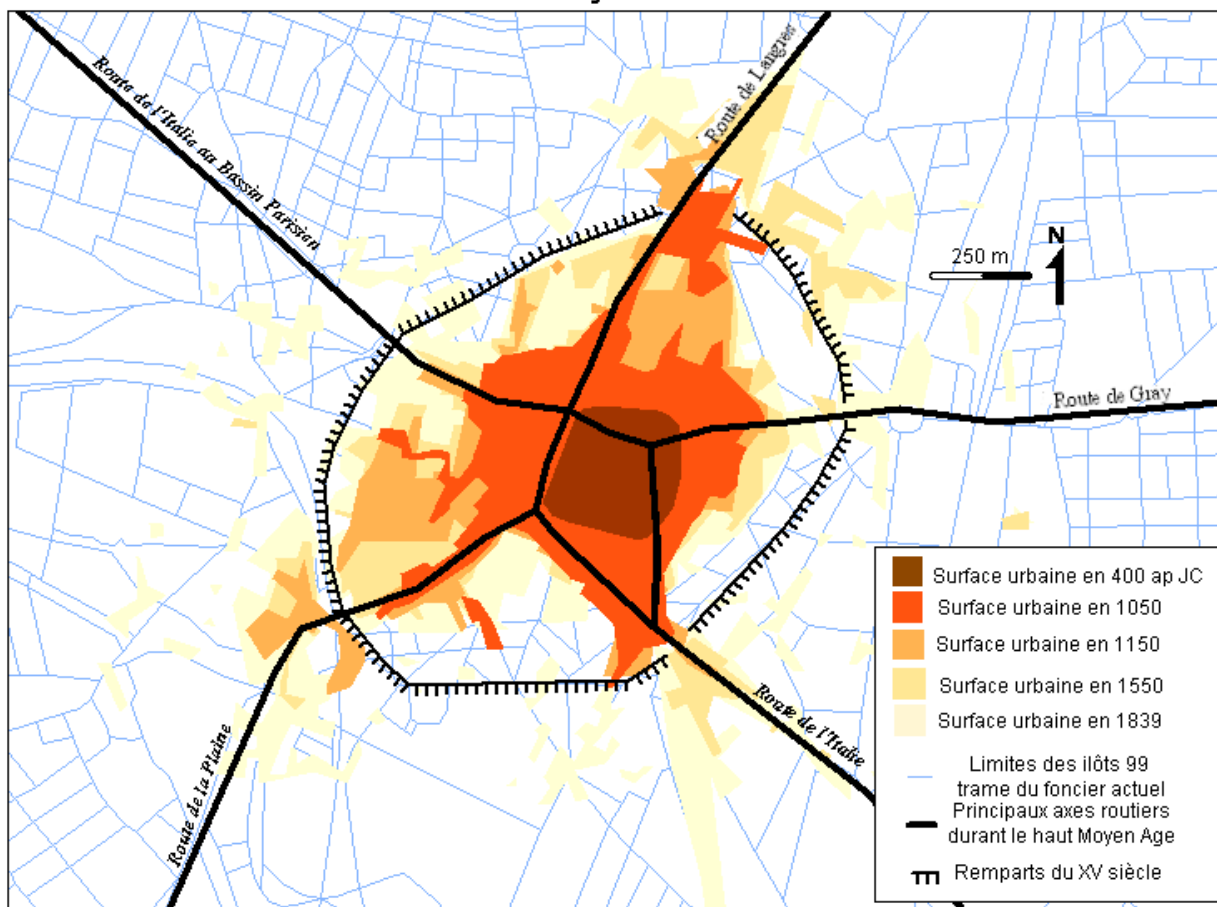 Route de Langres
Route de l'Italie au Bassin Parisien
N
250 m
Route de Gray
Surface urbaine en 400 ap JC
Surface urbaine en 1050
Surface urbaine en 1150
Surface urbaine en 1550
Surface urbaine en 1839
Limites des ilôts 99
trame du foncier actuel
Principaux axes routiers
durant le haut Moyen Age
Remparts du XV siècle
Route de l'Italie
Route de la Plaine